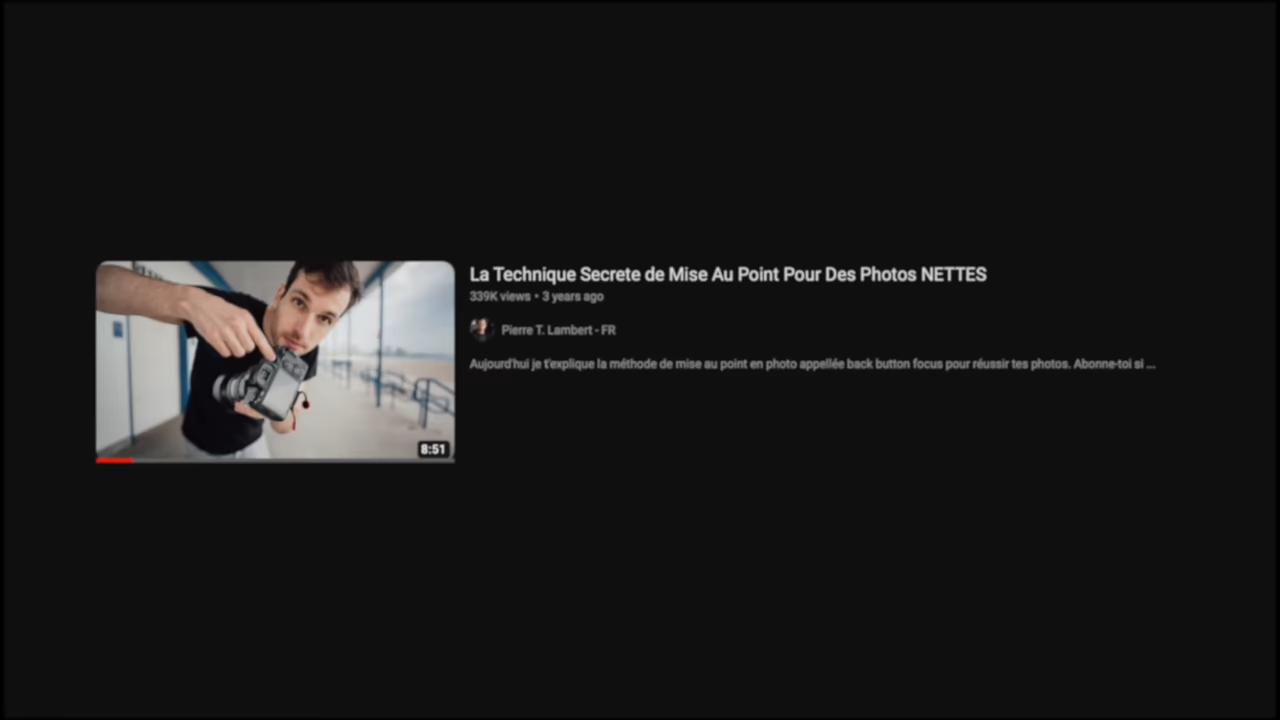 La Technique Secrete de Mise Au Point Pour Des Photos NETTES
339K views • 3 years ago
Pierre T. Lambert - FR
Aujourd'hui je t'explique la méthode de mise au point en photo appellée back button focus pour réussir tes photos. Abonne-toi si ...
8:51